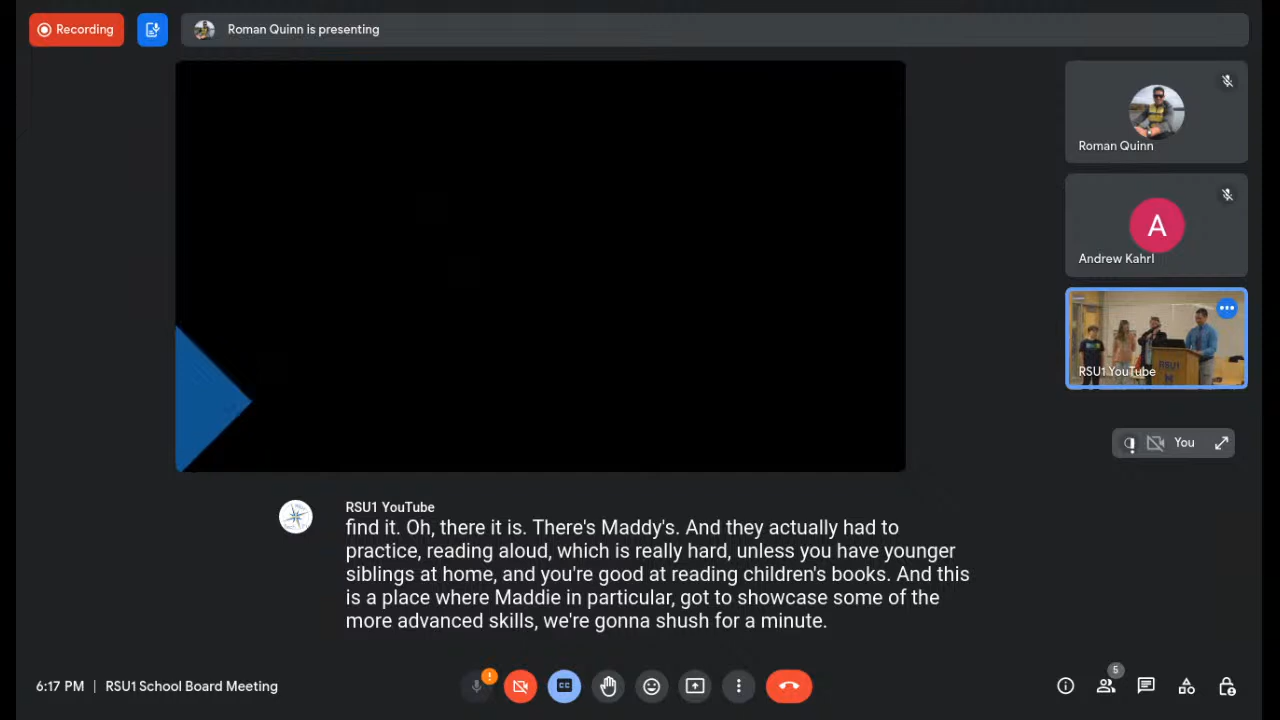 Recording
Roman Quinn is presenting
Roman Quinn
A
Andrew Kahrl
RSU1
RSU1 YouTube
You
RSU1 YouTube
find it. Oh, there it is. There's Maddy's. And they actually had to
practice, reading aloud, which is really hard, unless you have younger
siblings at home, and you're good at reading children's books. And this
is a place where Maddie in particular, got to showcase some of the
more advanced skills, we're gonna shush for a minute.
6:17 PM | RSU1 School Board Meeting
CC
5